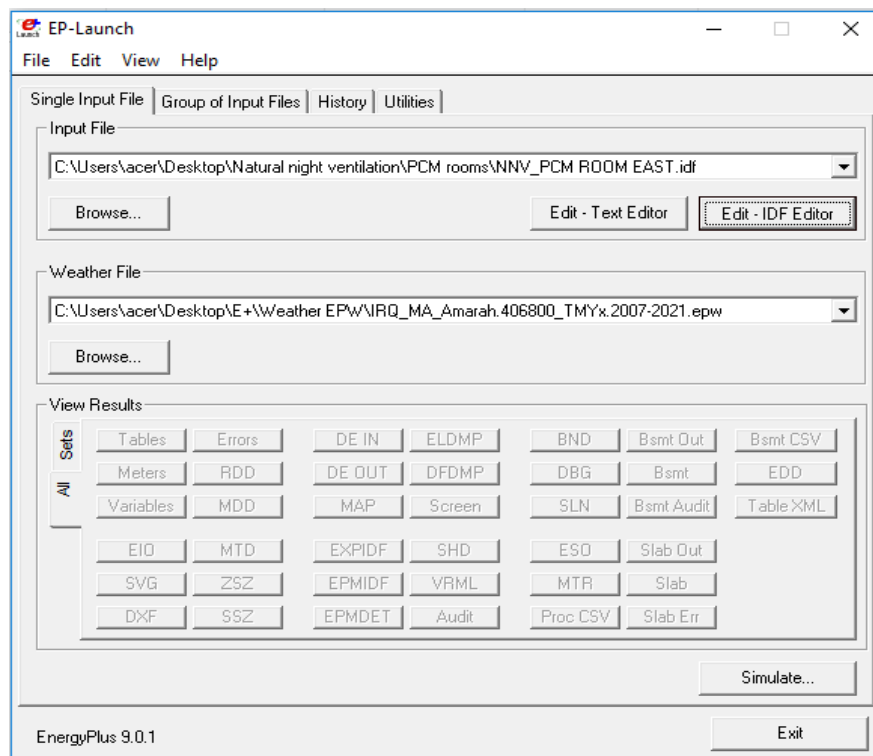 EP-Launch
File Edit View Help
Single Input File Group of Input Files History Utilities
Input File
C:\Users\acer\Desktop\Natural night ventilation\PCM rooms\NNV_PCM ROOM EAST.idf
Browse... Edit - Text Editor Edit - IDF Editor
Weather File
C:\Users\acer\Desktop\E+\Weather EPW\IRQ_MA_Amarah.406800_TMYx.2007-2021.epw
Browse...
View Results
Sets
All
Tables Errors DE IN ELDMP BND Bsmt Out Bsmt CSV
Meters RDD DE OUT DFDMP DBG Bsmt EDD
Variables MDD MAP Screen SLN Bsmt Audit Table XML
EIO MTD EXPIDF SHD ESO Slab Out
SVG ZSZ EPMIDF VRML MTR Slab
DXF SSZ EPMDET Audit Proc CSV Slab Err
Simulate...
EnergyPlus 9.0.1 Exit